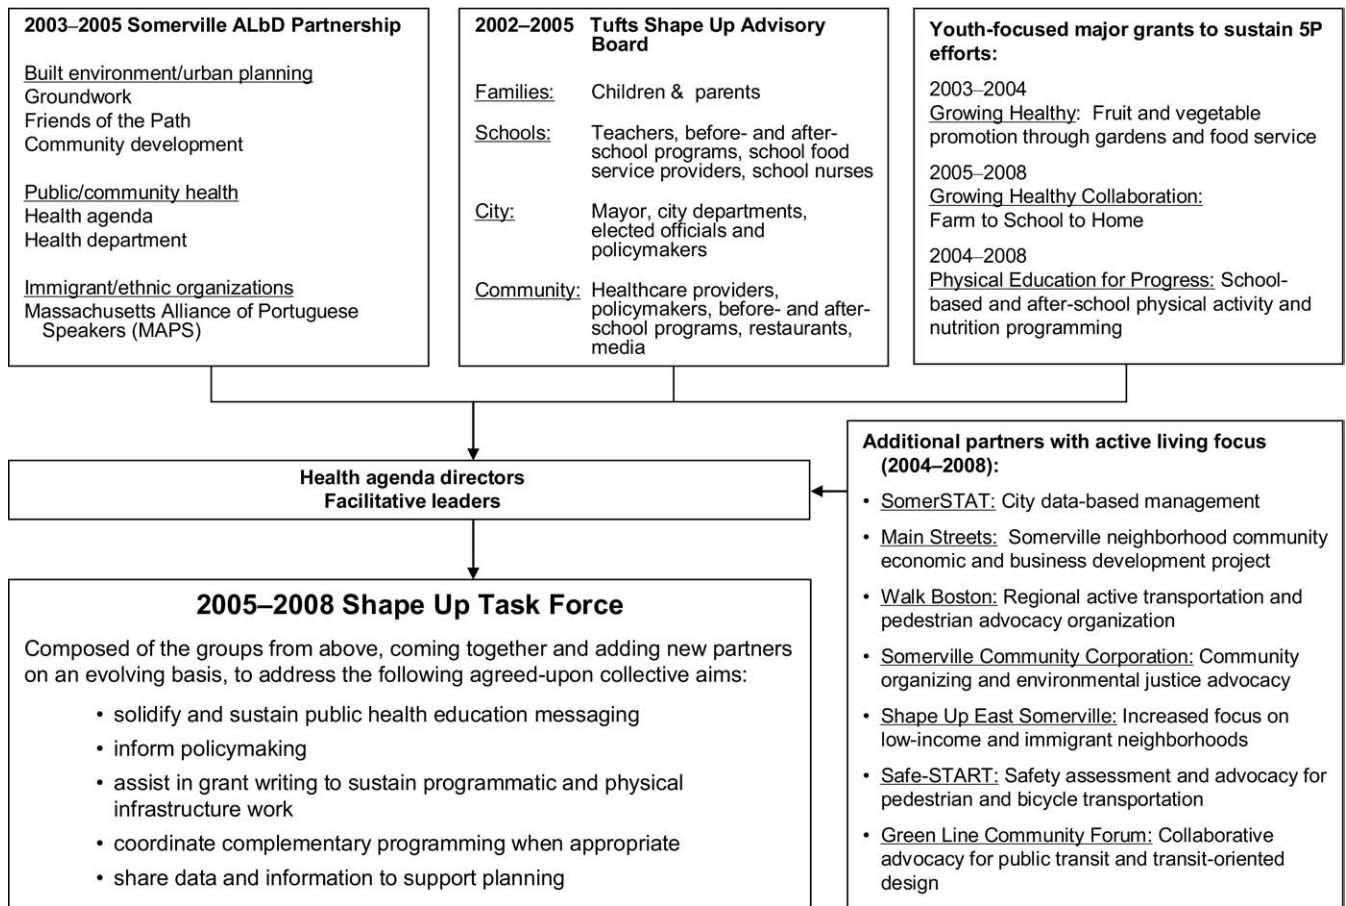 2003–2005 Somerville ALbD Partnership
Built environment/urban planning
Groundwork
Friends of the Path
Community development
Public/community health
Health agenda
Health department
Immigrant/ethnic organizations
Massachusetts Alliance of Portuguese
Speakers (MAPS)
2002–2005 Tufts Shape Up Advisory
Board
Families: Children & parents
Schools: Teachers, before- and after-
school programs, school food
service providers, school nurses
City: Mayor, city departments,
elected officials and
policymakers
Community: Healthcare providers,
policymakers, before- and after-
school programs, restaurants,
media
Youth-focused major grants to sustain 5P
efforts:
2003–2004
Growing Healthy: Fruit and vegetable
promotion through gardens and food service
2005–2008
Growing Healthy Collaboration:
Farm to School to Home
2004–2008
Physical Education for Progress: School-
based and after-school physical activity and
nutrition programming
Health agenda directors
Facilitative leaders
Additional partners with active living focus
(2004–2008):
• SomerSTAT: City data-based management
• Main Streets: Somerville neighborhood community
economic and business development project
• Walk Boston: Regional active transportation and
pedestrian advocacy organization
• Somerville Community Corporation: Community
organizing and environmental justice advocacy
• Shape Up East Somerville: Increased focus on
low-income and immigrant neighborhoods
• Safe-START: Safety assessment and advocacy for
pedestrian and bicycle transportation
• Green Line Community Forum: Collaborative
advocacy for public transit and transit-oriented
design
2005–2008 Shape Up Task Force
Composed of the groups from above, coming together and adding new partners
on an evolving basis, to address the following agreed-upon collective aims:
• solidify and sustain public health education messaging
• inform policymaking
• assist in grant writing to sustain programmatic and physical
infrastructure work
• coordinate complementary programming when appropriate
• share data and information to support planning